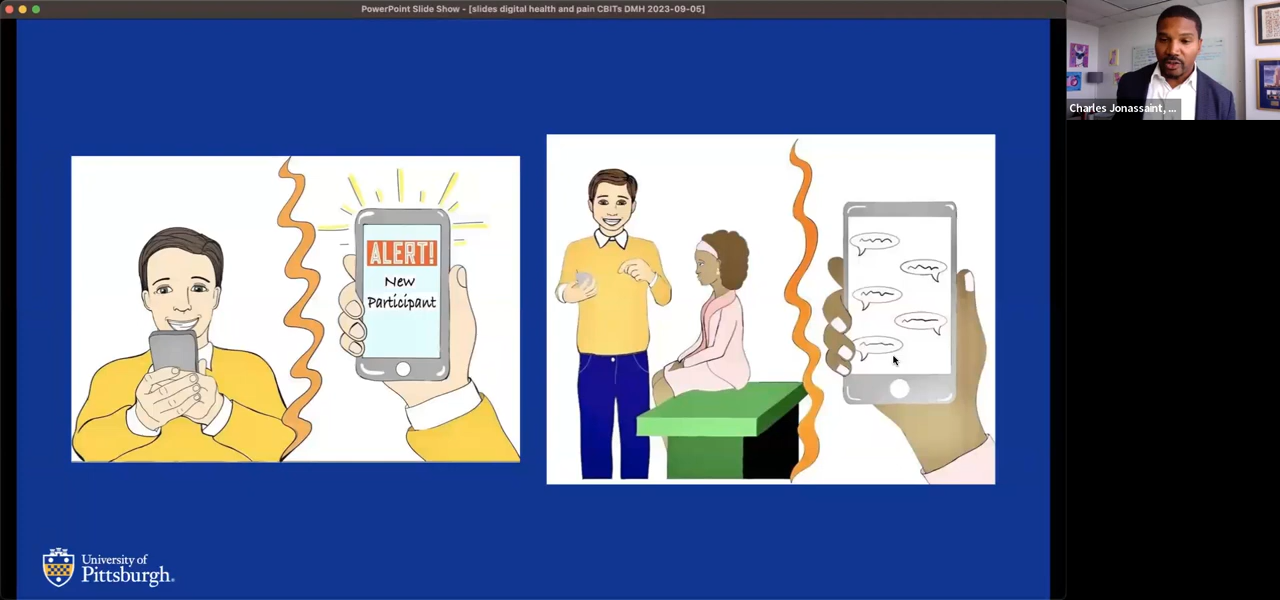 PowerPoint Slide Show - [slides digital health and pain CBITs DMH 2023-09-05]
Charles Jonassaint, ...
ALERT!
New
Participant
University of
Pittsburgh.